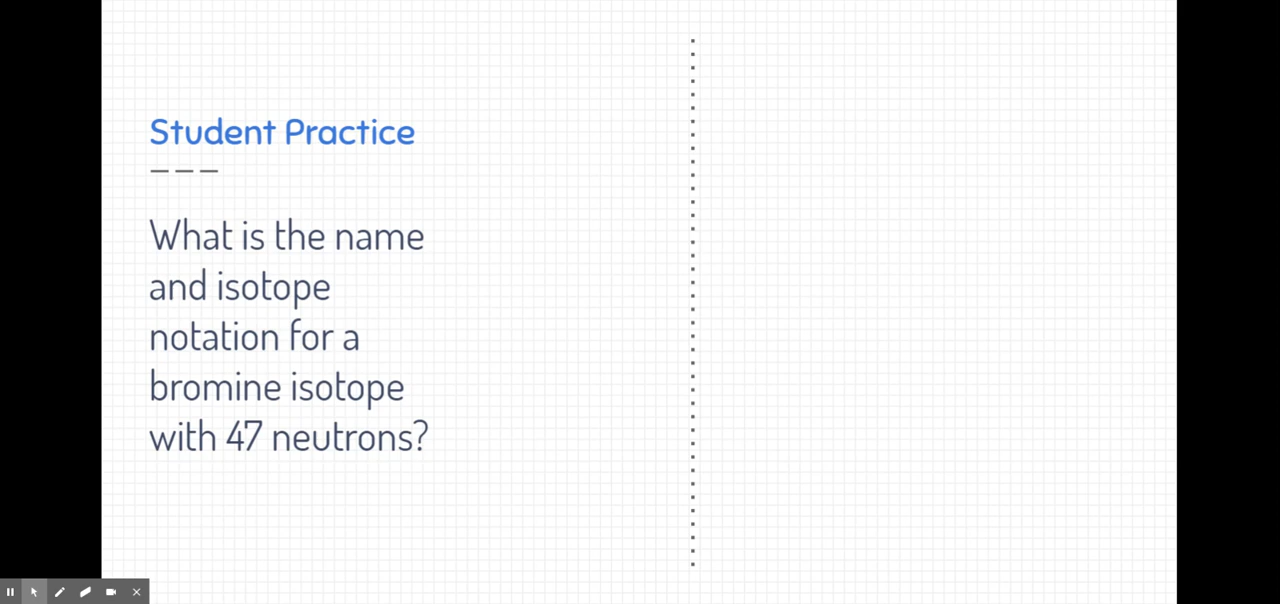 Student Practice
What is the name
and isotope
notation for a
bromine isotope
with 47 neutrons?